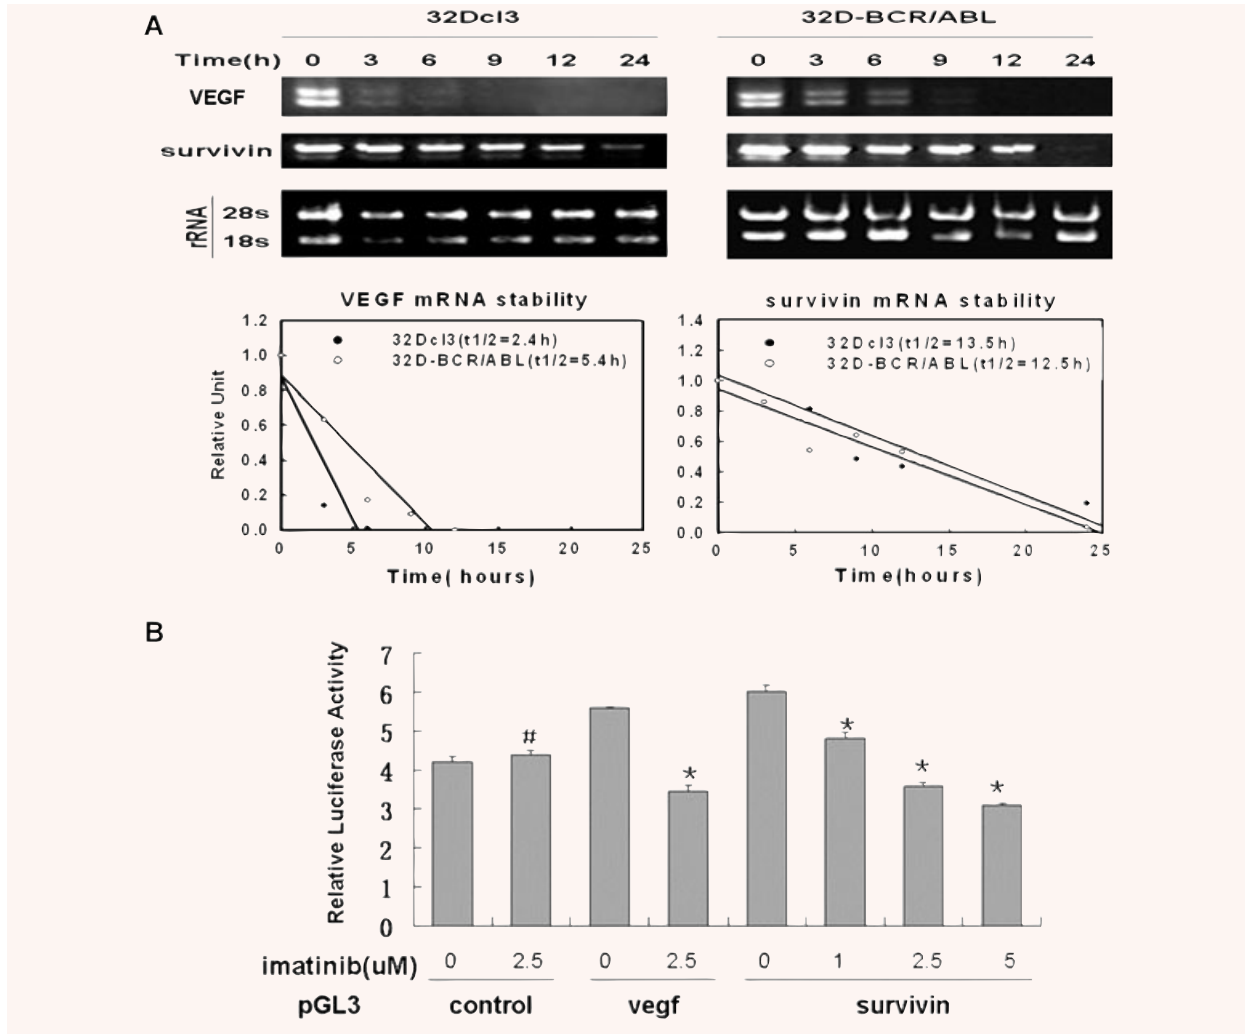 A
32Dcl3 32D-BCR/ABL
Time(h) 0 3 6 9 12 24 0 3 6 9 12 24
VEGF
survivin
rRNA
28s
18s
VEGF mRNA stability
1.2
1.0
0.8
0.6
0.4
0.2
0.0
Relative Unit
32Dcl3(t1/2=2.4h)
32D-BCR/ABL(t1/2=5.4h)
0 5 10 15 20 25
Time( hours)
survivin mRNA stability
1.4
1.2
1.0
0.8
0.6
0.4
0.2
0.0
32Dcl3(t1/2=13.5h)
32D-BCR/ABL(t1/2=12.5h)
0 5 10 15 20 25
Time(hours)
B
Relative Luciferase Activity
7
6
5
4
3
2
1
0
# * * * *
imatinib(uM) 0 2.5 0 2.5 0 1 2.5 5
pGL3 control vegf survivin